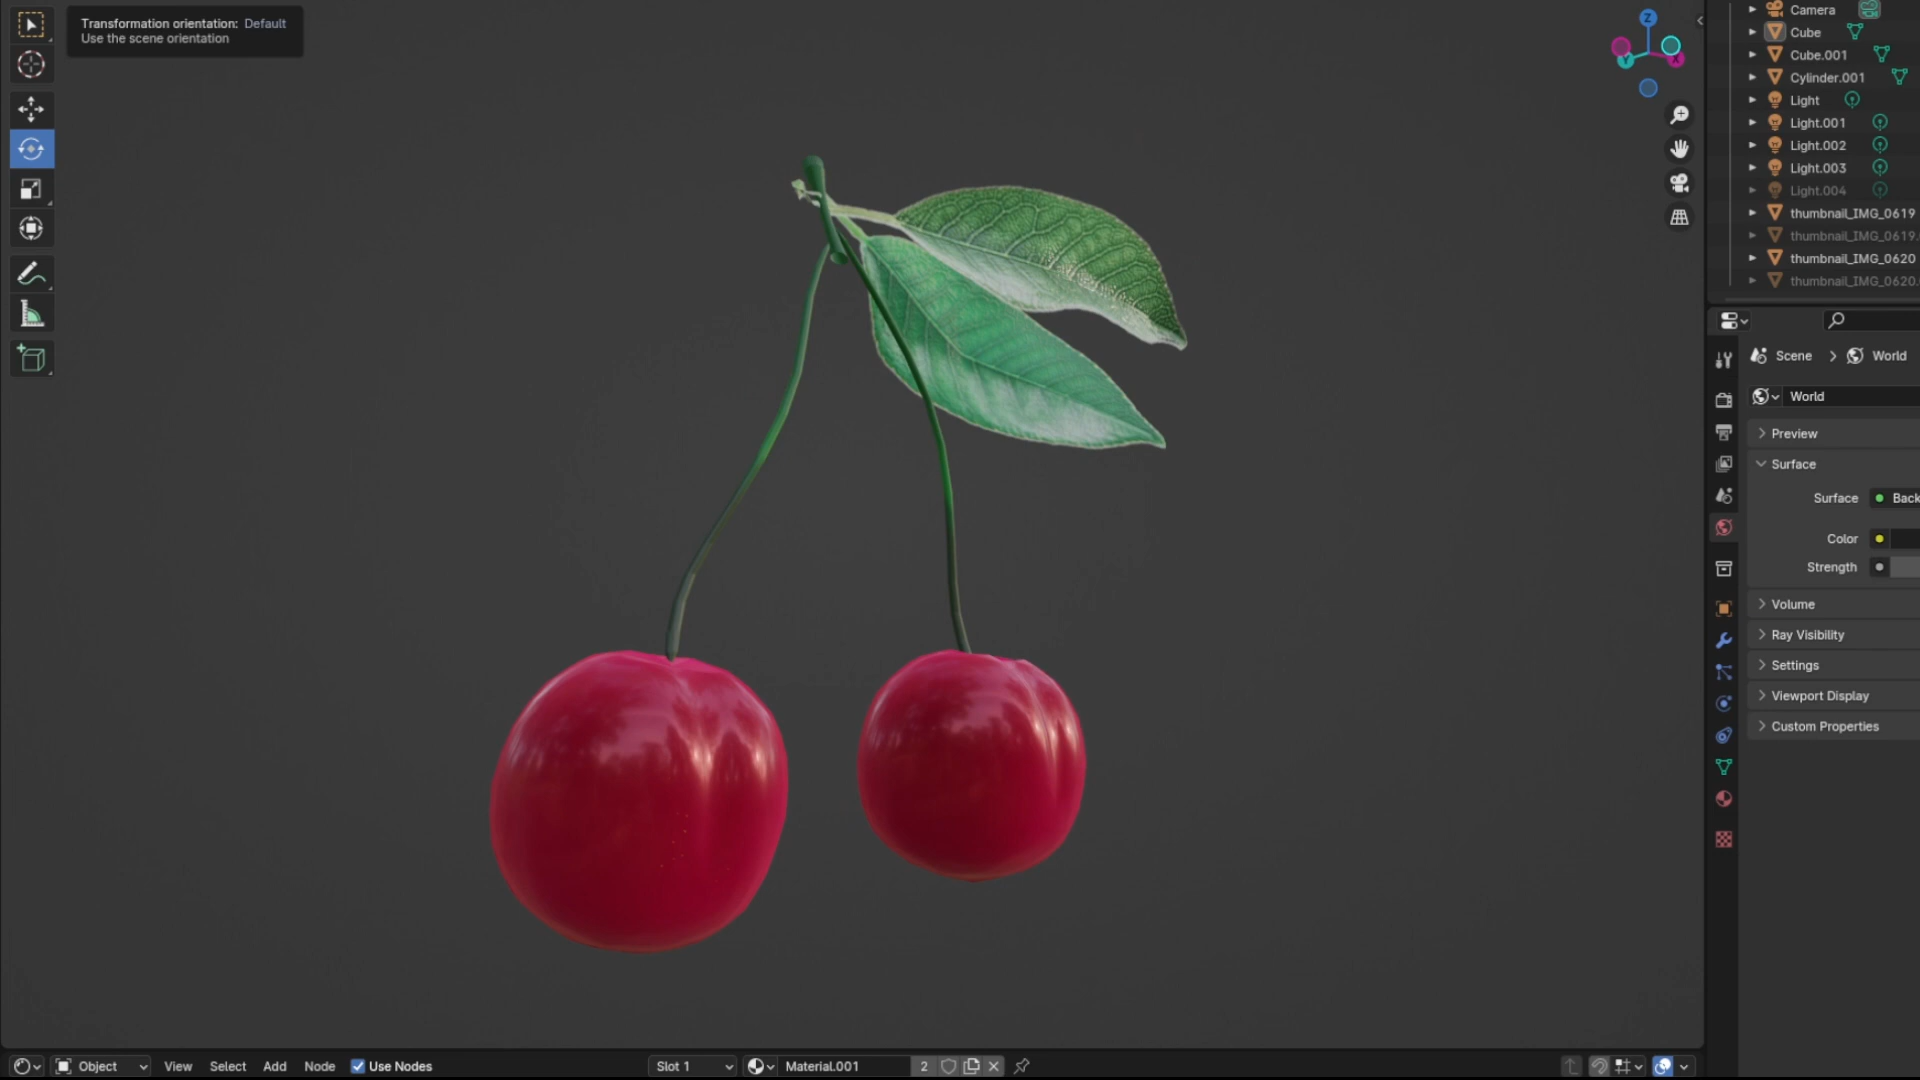 Transformation orientation: Default
Use the scene orientation
Z
Y
X
Camera
Cube
Cube.001
Cylinder.001
Light
Light.001
Light.002
Light.003
Light.004
thumbnail_IMG_0619
thumbnail_IMG_0619.
thumbnail_IMG_0620
thumbnail_IMG_0620.
Scene
World
World
Preview
Surface
Surface Back
Color
Strength
Volume
Ray Visibility
Settings
Viewport Display
Custom Properties
Object View Select Add Node Use Nodes Slot 1 Material.001 2